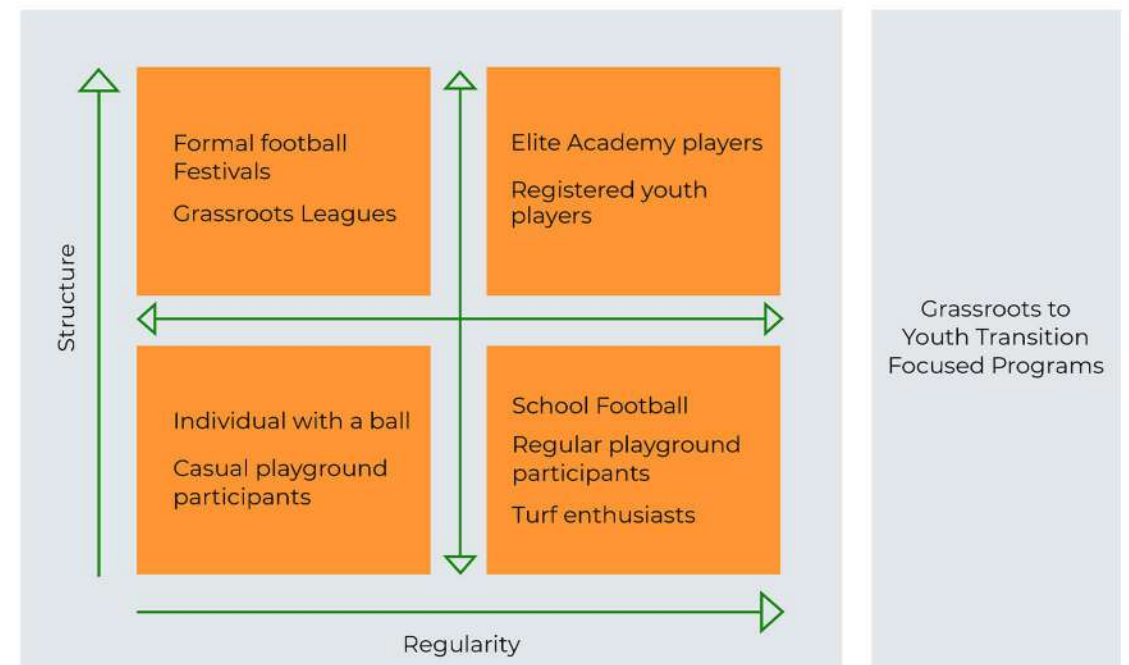 Structure
Formal football
Festivals
Grassroots Leagues
Elite Academy players
Registered youth
players
Individual with a ball
Casual playground
participants
School Football
Regular playground
participants
Turf enthusiasts
Regularity
Grassroots to
Youth Transition
Focused Programs